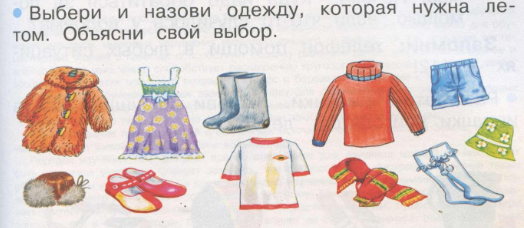 • Выбери и назови одежду, которая нужна ле-
том. Объясни свой выбор.